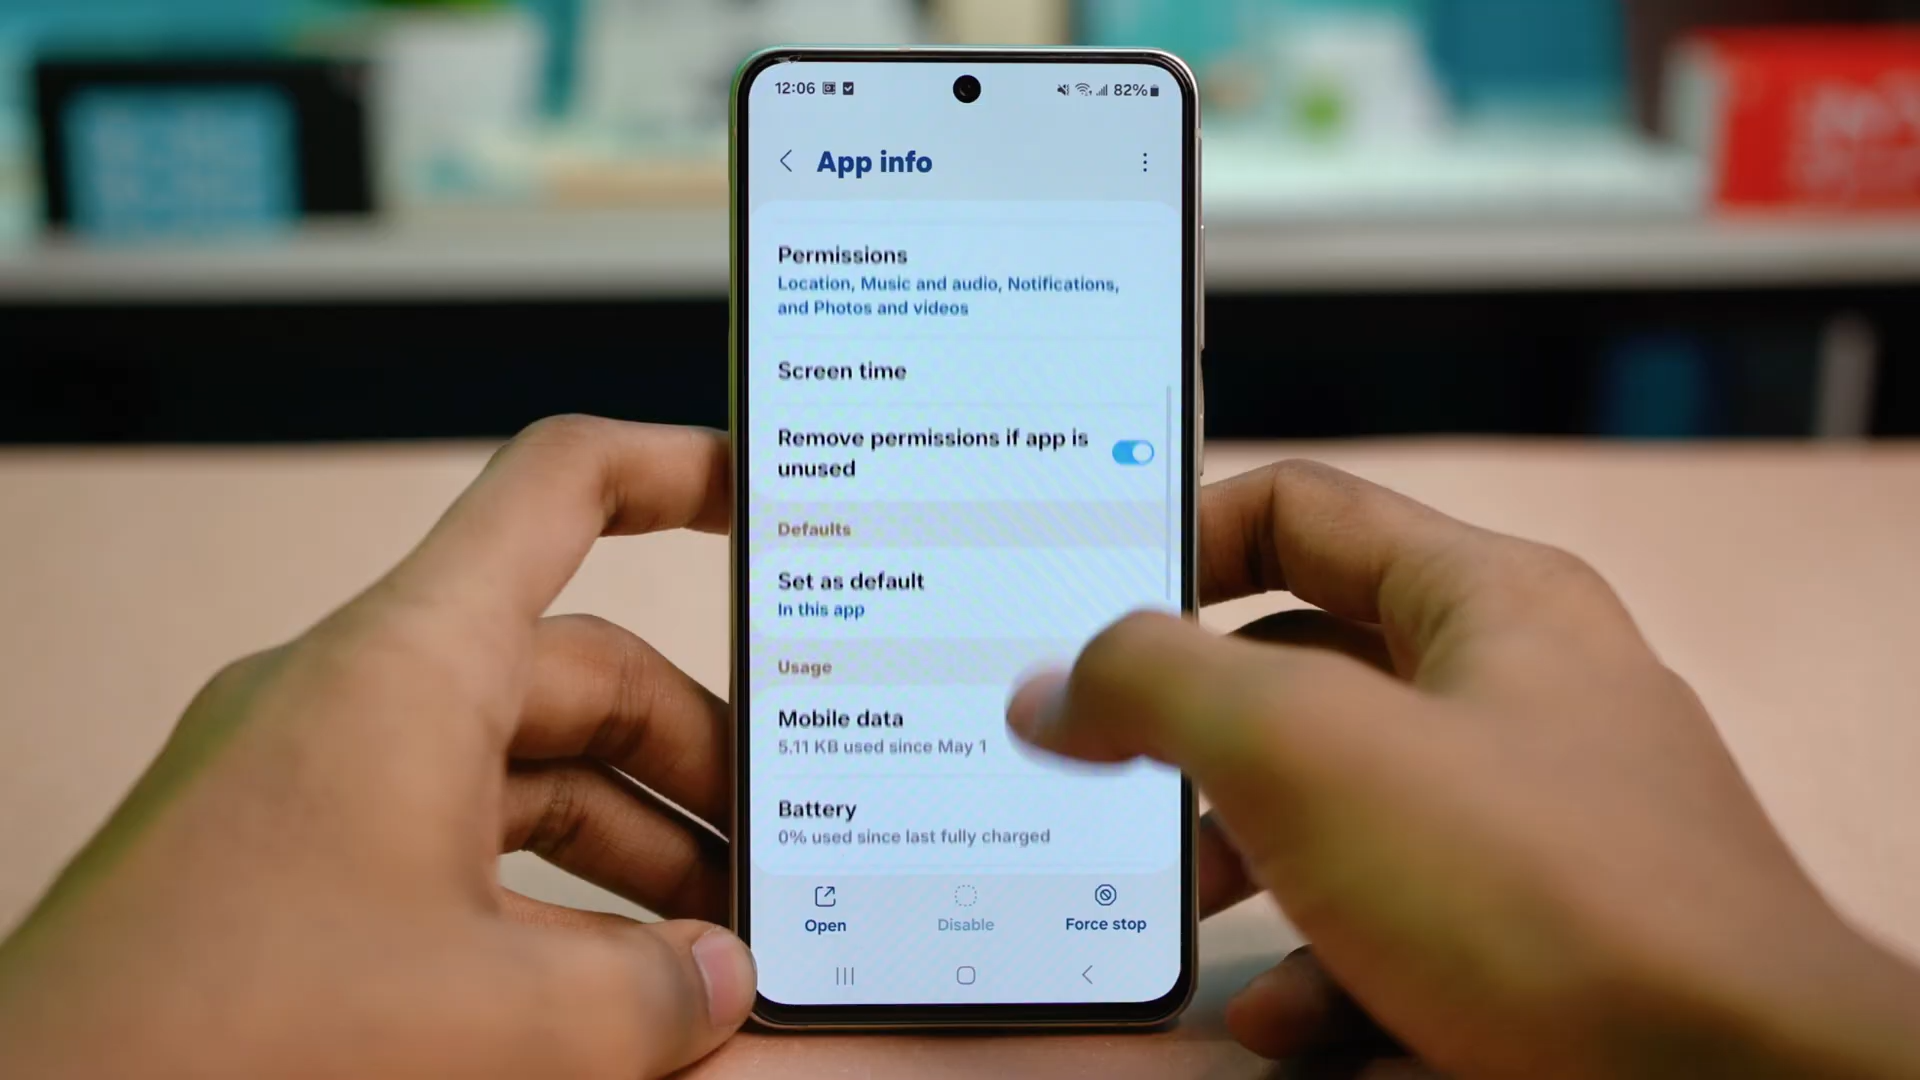 12:06 82%
App info
Permissions
Location, Music and audio, Notifications,
and Photos and videos
Screen time
Remove permissions if app is
unused
Defaults
Set as default
In this app
Usage
Mobile data
5.11 KB used since May 1
Battery
0% used since last fully charged
Open Disable Force stop